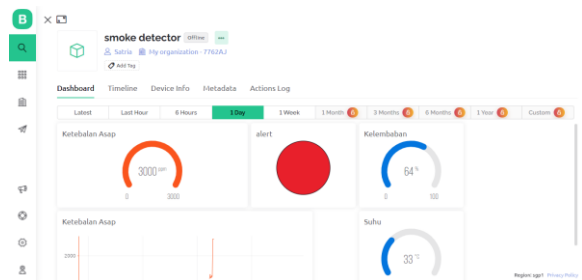 B
smoke detector Offline ...
Satria My organization - 7762AJ
Add Tag
Dashboard Timeline Device Info Metadata Actions Log
Latest Last Hour 6 Hours 1 Day 1 Week 1 Month 3 Months 6 Months 1 Year Custom
Ketebalan Asap alert Kelembaban
3000 64 %
0 3000 0 100
Ketebalan Asap Suhu
2000 33 °C
Region: sgp1 Privacy Policy